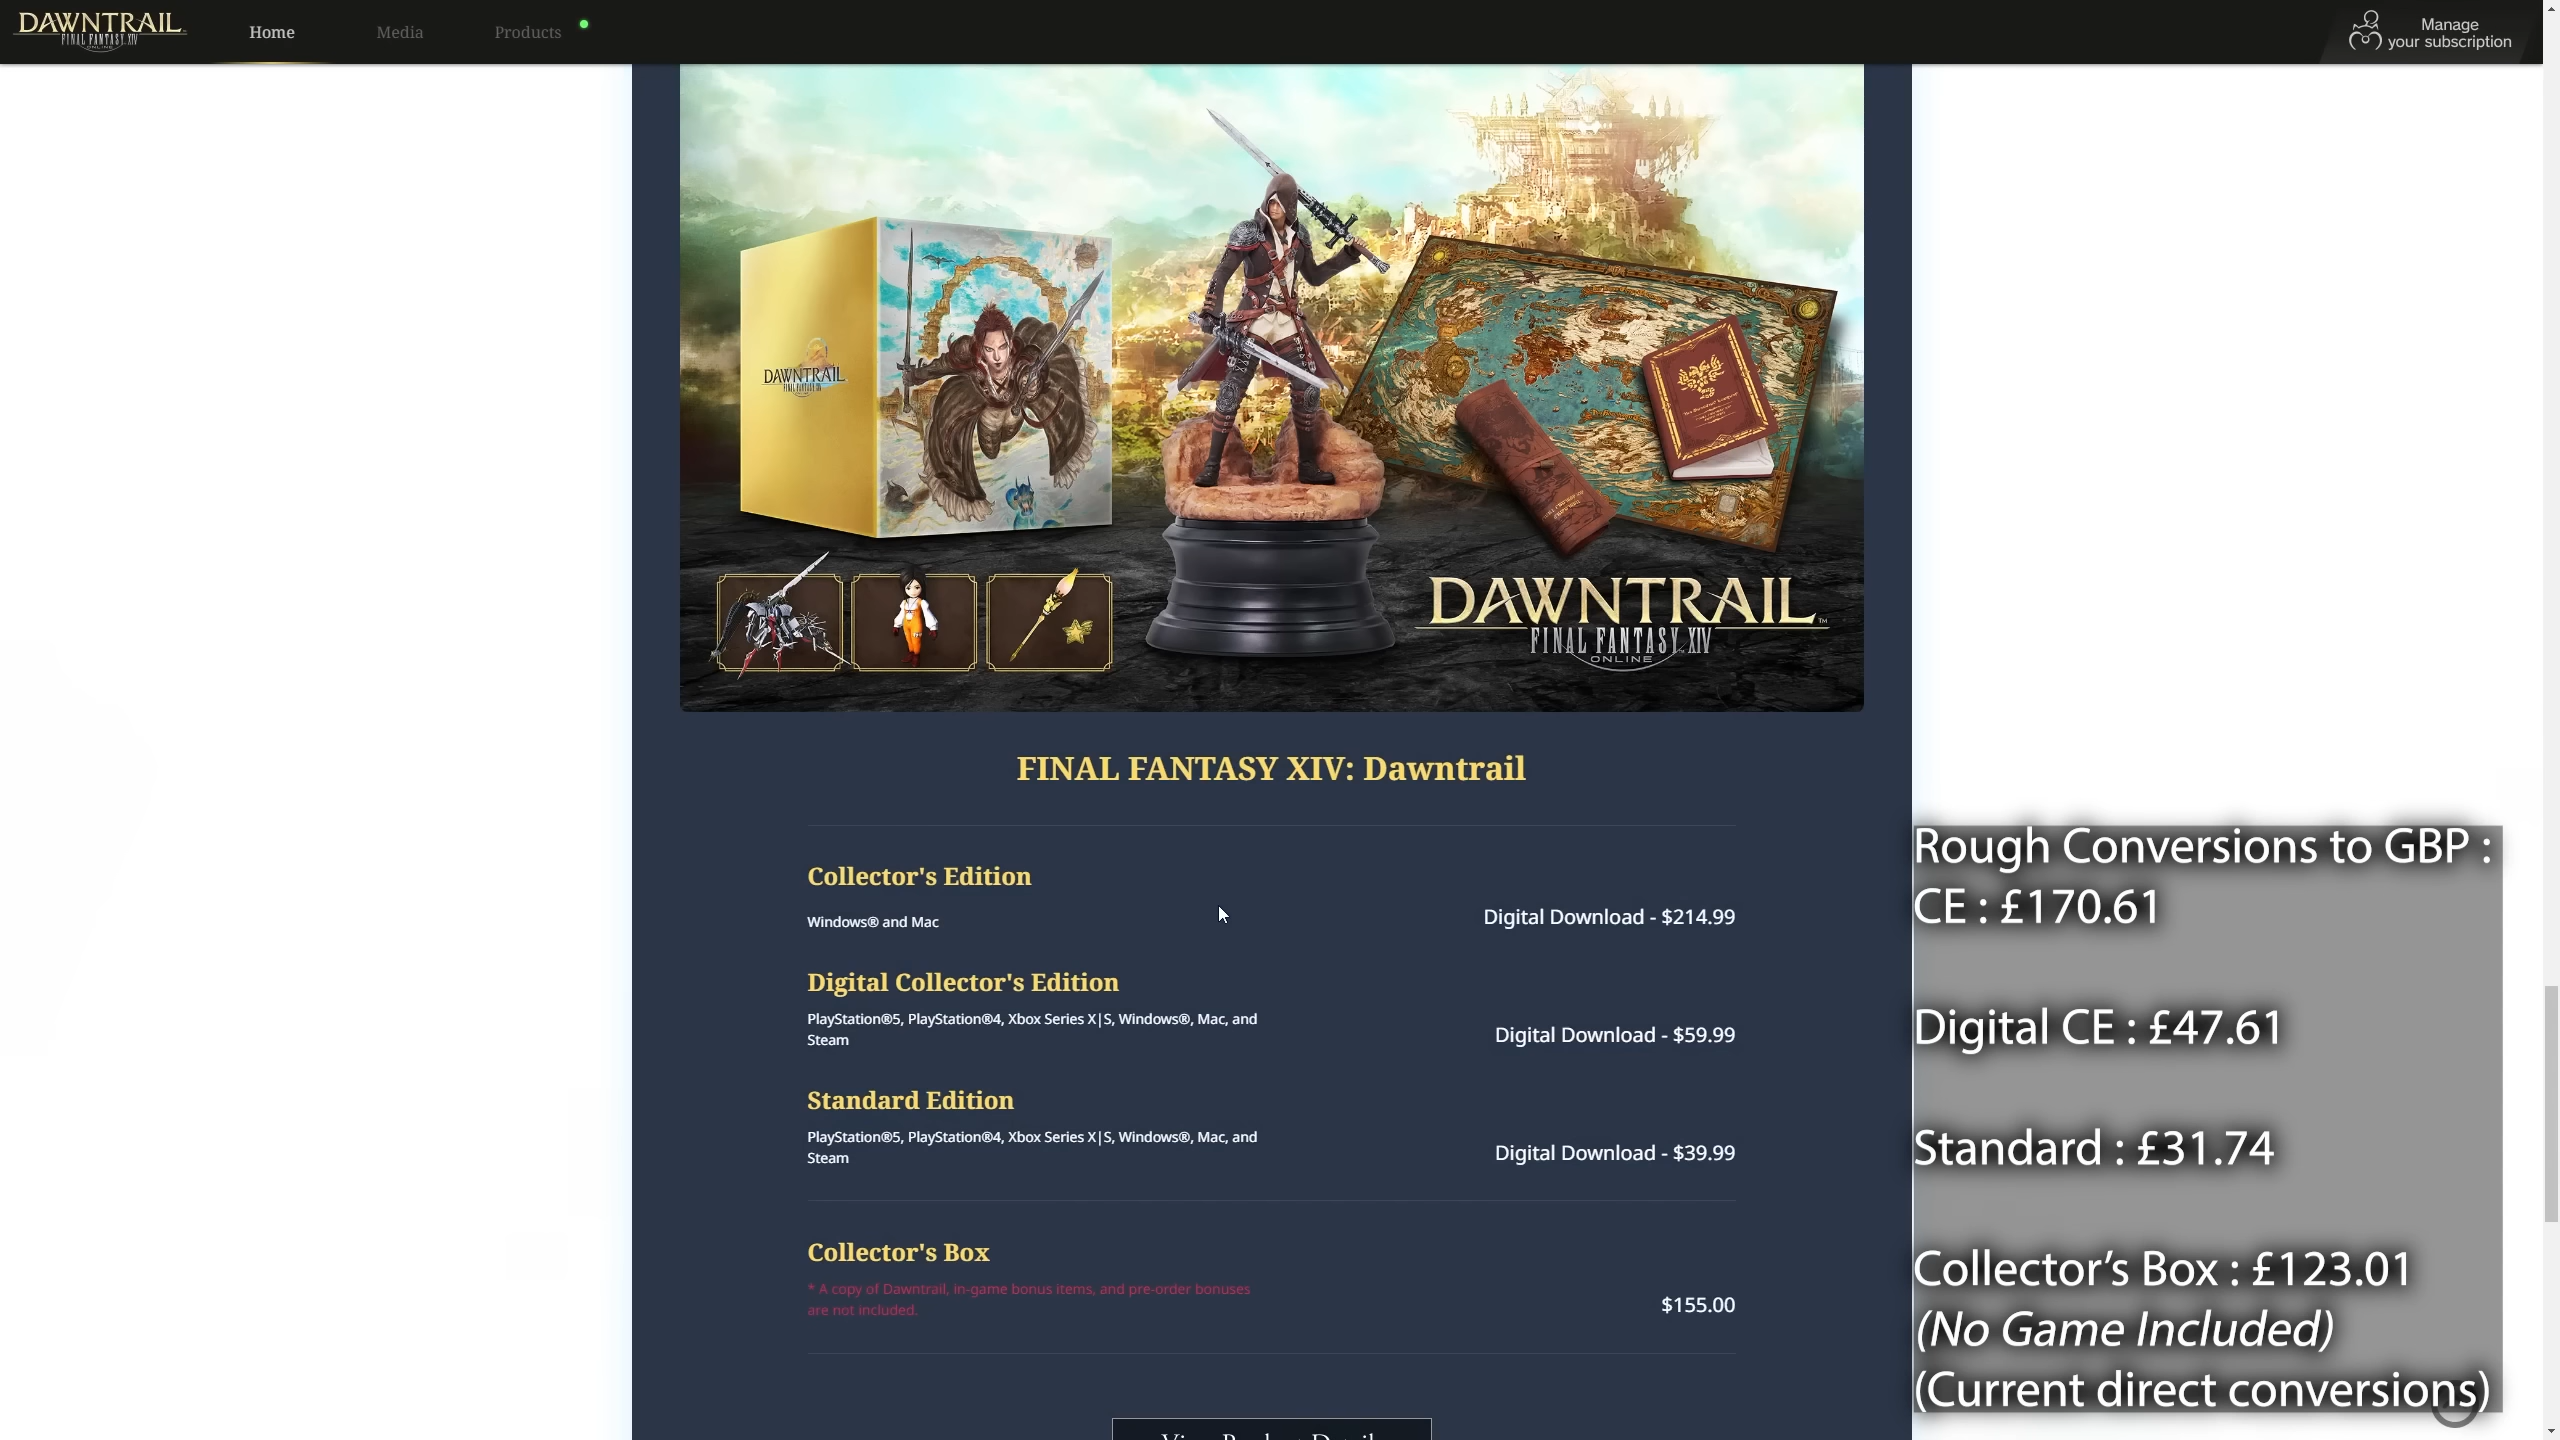 DAWNTRAIL
FINAL FANTASY XIV
ONLINE
Home
Media
Products
Manage
your subscription
DAWNTRAIL
DAWNTRAIL™
FINAL FANTASY XIV
ONLINE
FINAL FANTASY XIV: Dawntrail
Collector's Edition
Windows® and Mac
Digital Download - $214.99
Digital Collector's Edition
PlayStation®5, PlayStation®4, Xbox Series X|S, Windows®, Mac, and
Steam
Digital Download - $59.99
Standard Edition
PlayStation®5, PlayStation®4, Xbox Series X|S, Windows®, Mac, and
Steam
Digital Download - $39.99
Collector's Box
* A copy of Dawntrail, in-game bonus items, and pre-order bonuses
are not included.
$155.00
Rough Conversions to GBP :
CE : £170.61
Digital CE : £47.61
Standard : £31.74
Collector’s Box : £123.01
(No Game Included)
(Current direct conversions)